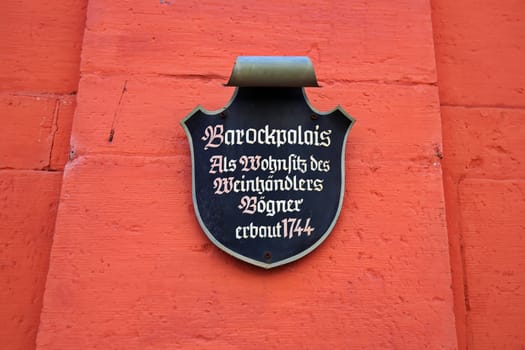 Barockpalais
Als Wohnsitz des
Weinhändlers
Bögner
erbaut 1744